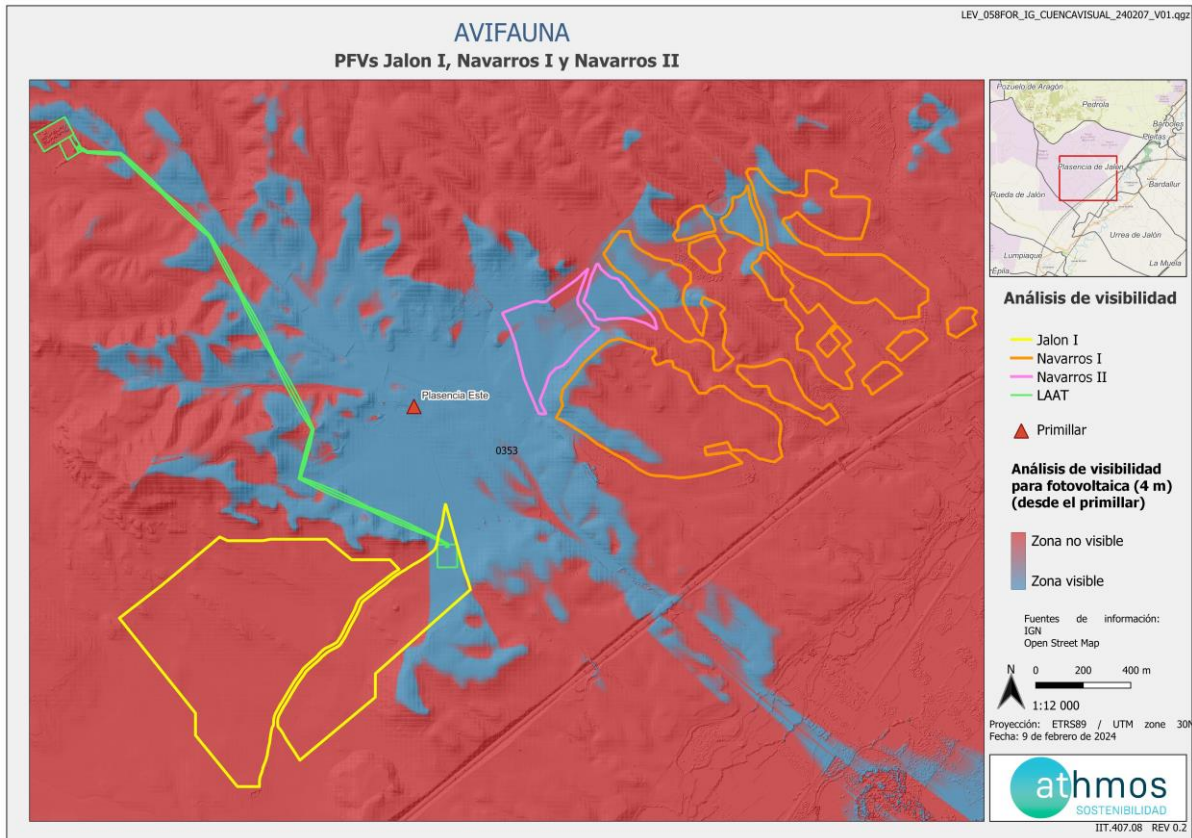 LEV_058FOR_IG_CUENCAVISUAL_240207_V01.qgz
AVIFAUNA
PFVs Jalon I, Navarros I y Navarros II
Plasencia Este
0353
Pozuelo de Aragón
Pedrola
Bárboles
Pleitas
Plasencia de Jalón
Bardallur
Rueda de Jalón
Urrea de Jalón
Lumpiaque
La Muela
Épila
Análisis de visibilidad
Jalon I
Navarros I
Navarros II
LAAT
Primillar
Análisis de visibilidad
para fotovoltaica (4 m)
(desde el primillar)
Zona no visible
Zona visible
Fuentes de información:
IGN
Open Street Map
N
0 200 400 m
1:12 000
Proyección: ETRS89 / UTM zone 30N
Fecha: 9 de febrero de 2024
athmos
SOSTENIBILIDAD
IIT.407.08 REV 0.2